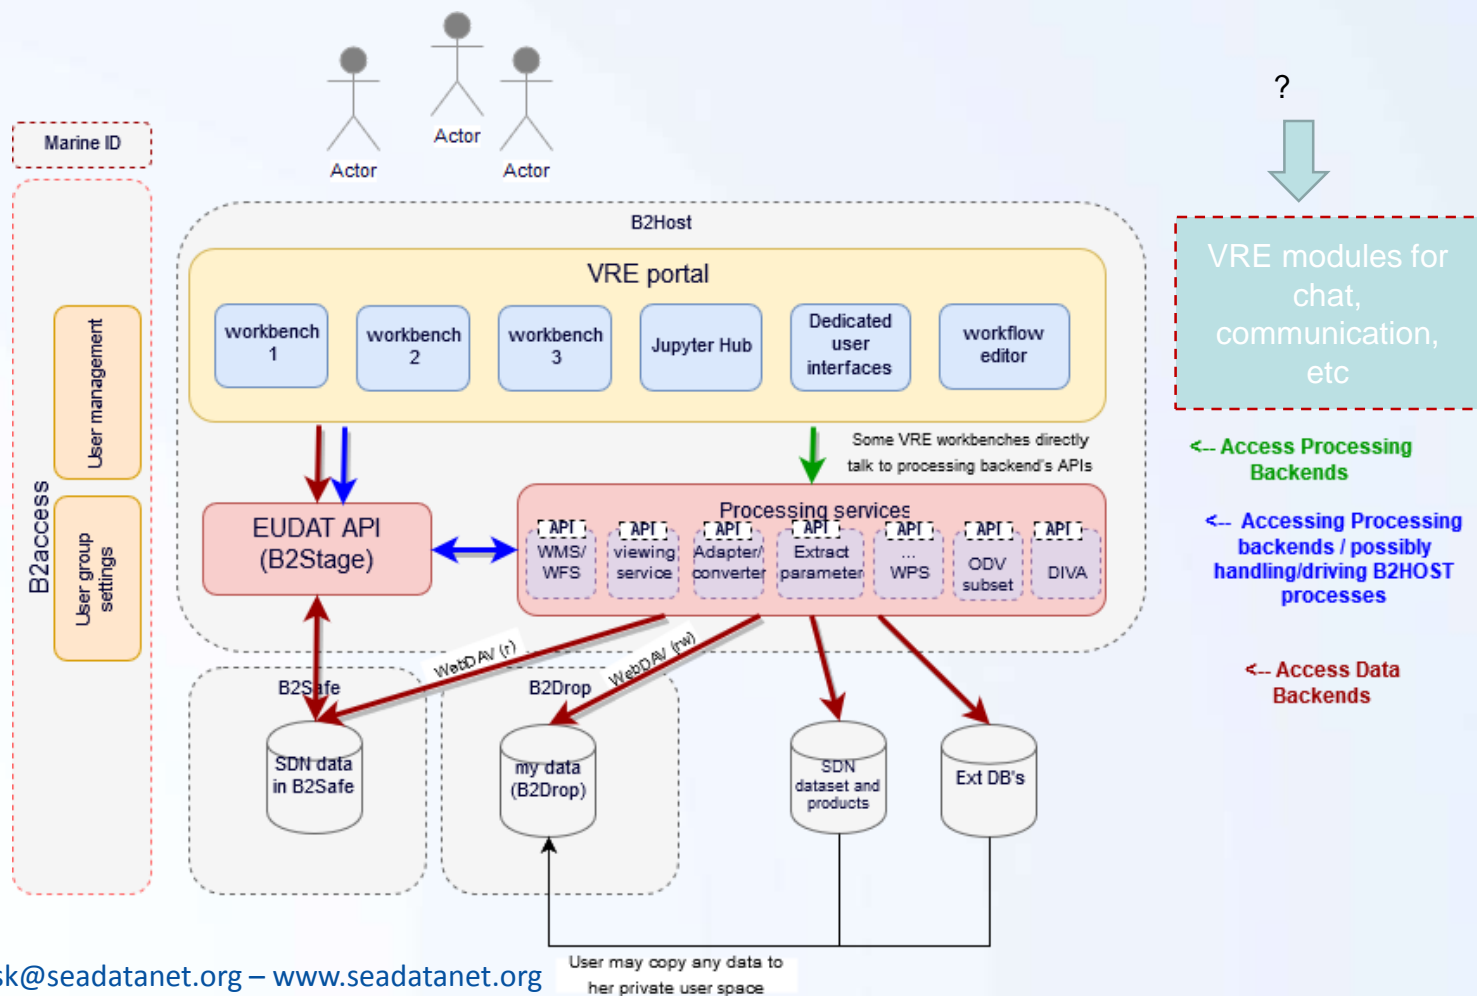 Actor
Actor
Actor
?
Marine ID
B2access
User management
User group
settings
B2Host
VRE portal
workbench
1
workbench
2
workbench
3
Jupyter Hub
Dedicated
user
interfaces
workflow
editor
VRE modules for
chat,
communication,
etc
Some VRE workbenches directly
talk to processing backend's APIs
<-- Access Processing
Backends
<-- Accessing Processing
backends / possibly
handling/driving B2HOST
processes
<-- Access Data
Backends
EUDAT API
(B2Stage)
Processing services
API
WMS/
WFS
API
viewing
service
API
Adapter/
converter
API
Extract
parameter
API
...
WPS
API
ODV
subset
API
DIVA
WebDAV (r)
WebDAV (rw)
B2Safe
SDN data
in B2Safe
B2Drop
my data
(B2Drop)
SDN
dataset and
products
Ext DB's
User may copy any data to
her private user space
sk@seadatanet.org – www.seadatanet.org